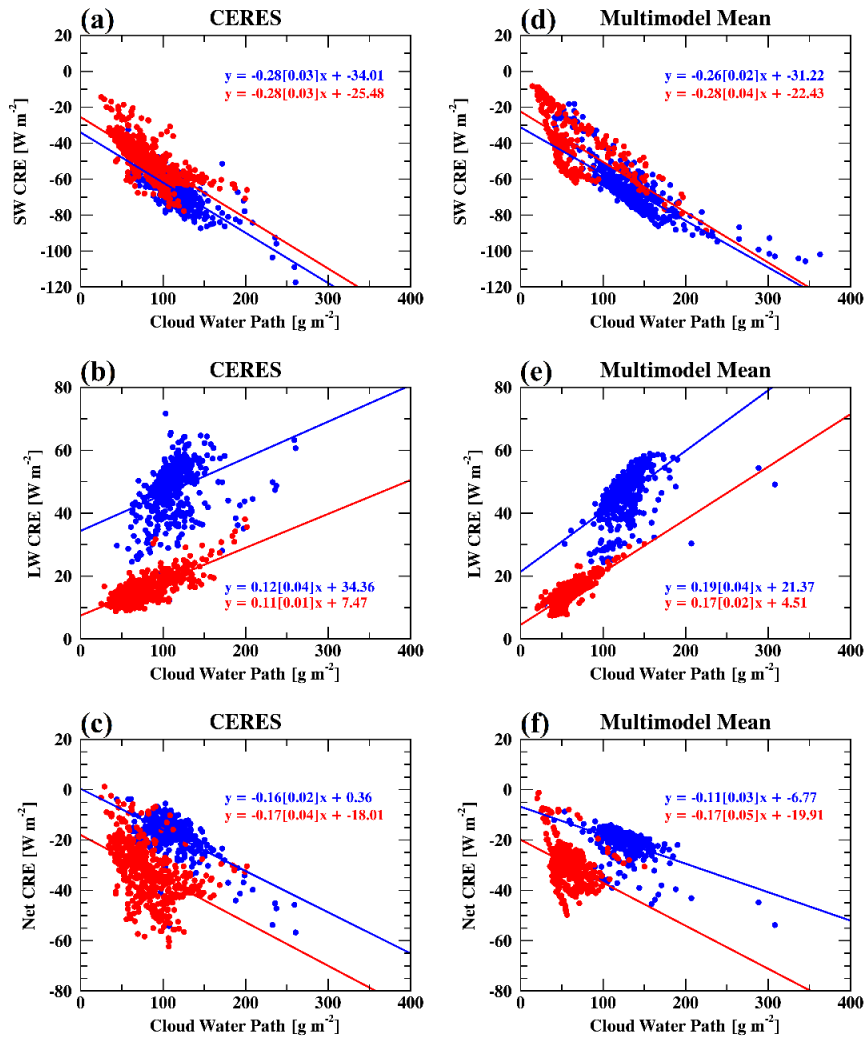 (a) CERES
20
0
-20
-40
-60
-80
-100
-120
SW CRE [W m-2]
y = -0.28[0.03]x + -34.01
y = -0.28[0.03]x + -25.48
0 100 200 300 400
Cloud Water Path [g m-2]
(d) Multimodel Mean
20
0
-20
-40
-60
-80
-100
-120
SW CRE [W m-2]
y = -0.26[0.02]x + -31.22
y = -0.28[0.04]x + -22.43
0 100 200 300 400
Cloud Water Path [g m-2]
(b) CERES
80
60
40
20
0
LW CRE [W m-2]
y = 0.12[0.04]x + 34.36
y = 0.11[0.01]x + 7.47
0 100 200 300 400
Cloud Water Path [g m-2]
(e) Multimodel Mean
80
60
40
20
0
LW CRE [W m-2]
y = 0.19[0.04]x + 21.37
y = 0.17[0.02]x + 4.51
0 100 200 300 400
Cloud Water Path [g m-2]
(c) CERES
20
0
-20
-40
-60
-80
Net CRE [W m-2]
y = -0.16[0.02]x + 0.36
y = -0.17[0.04]x + -18.01
0 100 200 300 400
Cloud Water Path [g m-2]
(f) Multimodel Mean
20
0
-20
-40
-60
-80
Net CRE [W m-2]
y = -0.11[0.03]x + -6.77
y = -0.17[0.05]x + -19.91
0 100 200 300 400
Cloud Water Path [g m-2]